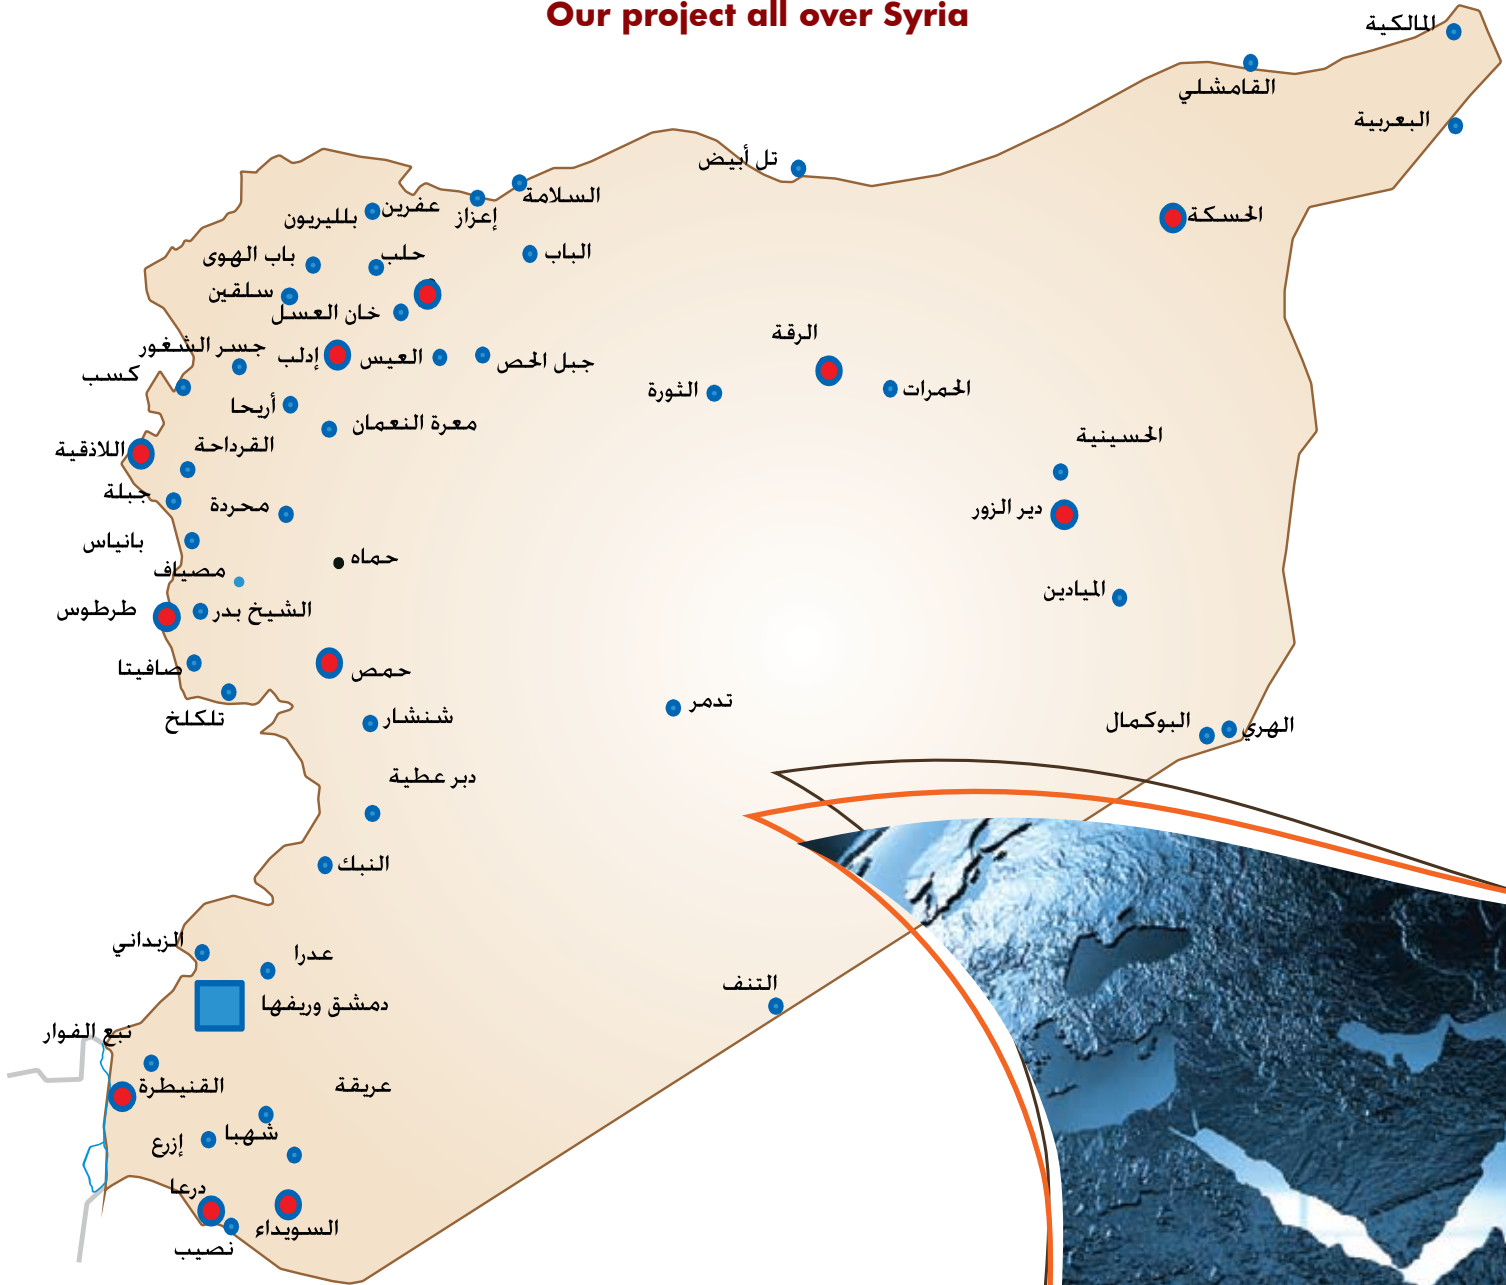 Our project all over Syria
المالكية
القامشلي
البعربية
تل أبيض
السلامة
الحسكة
عفرين
إعزاز
بلليريون
الباب
حلب
باب الهوى
سلقين
خان العسل
الرقة
جسر الشغور
إدلب
العيس
جبل الحص
كسب
الثورة
الحمرات
أريحا
معرة النعمان
الحسينية
القرداحة
اللاذقية
جبلة
محردة
دير الزور
بانياس
حماه
مصياف
الميادين
طرطوس
الشيخ بدر
صافيتا
حمص
تدمر
تلكلخ
شنشار
البوكمال
الهري
دبر عطية
النبك
الزبداني
عدرا
التنف
دمشق وريفها
نبع الفوار
القنيطرة
عريقة
شهبا
إزرع
درعا
السويداء
نصيب